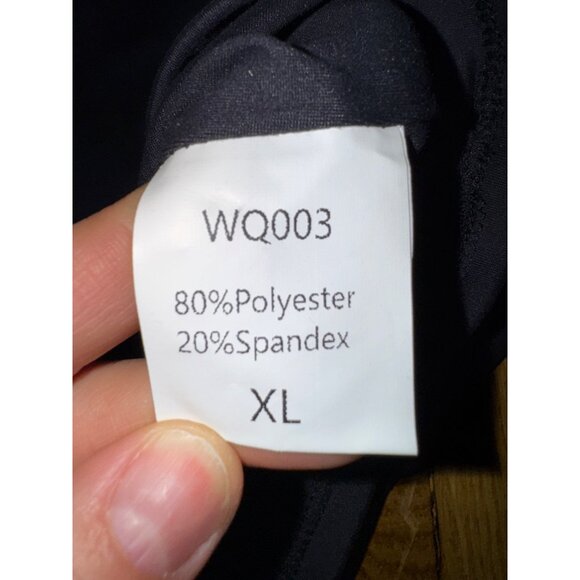 WQ003
80%Polyester
20%Spandex
XL